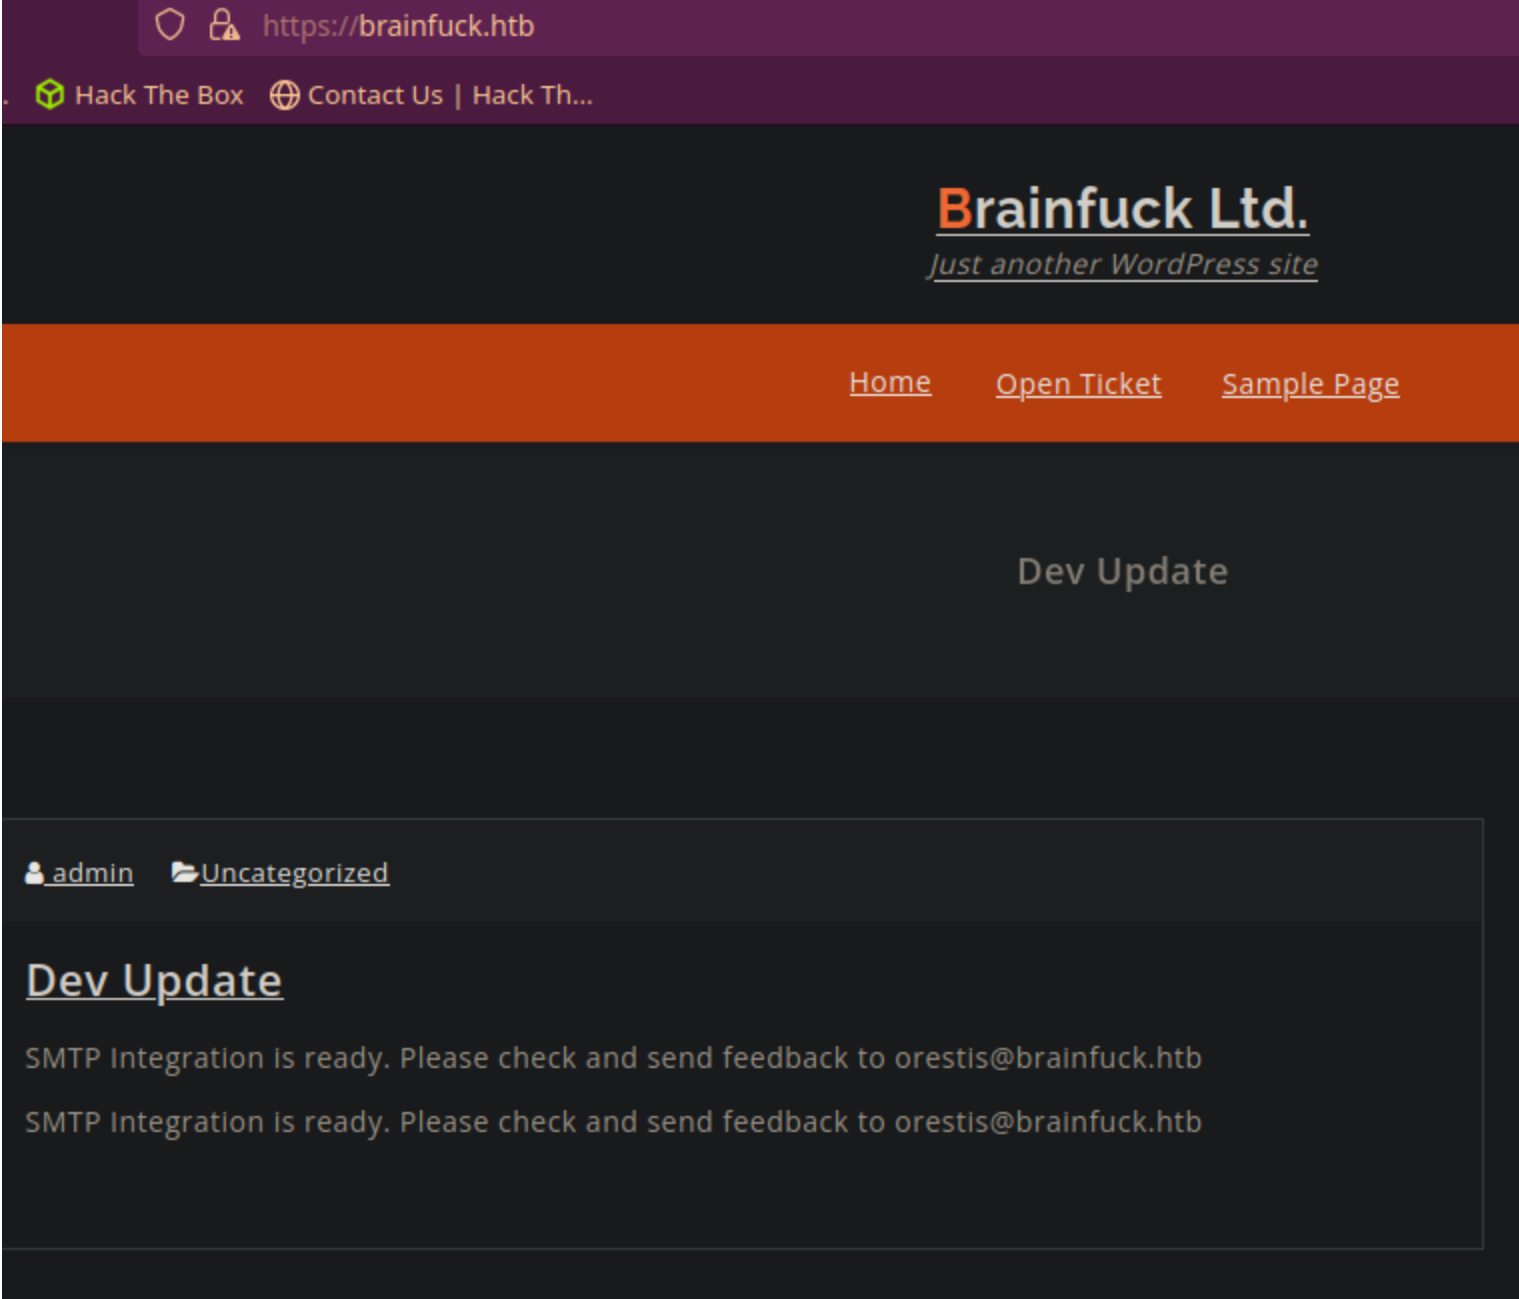 https://brainfuck.htb
. Hack The Box Contact Us | Hack Th...
Brainfuck Ltd.
Just another WordPress site
Home Open Ticket Sample Page
Dev Update
admin Uncategorized
Dev Update
SMTP Integration is ready. Please check and send feedback to orestis@brainfuck.htb
SMTP Integration is ready. Please check and send feedback to orestis@brainfuck.htb